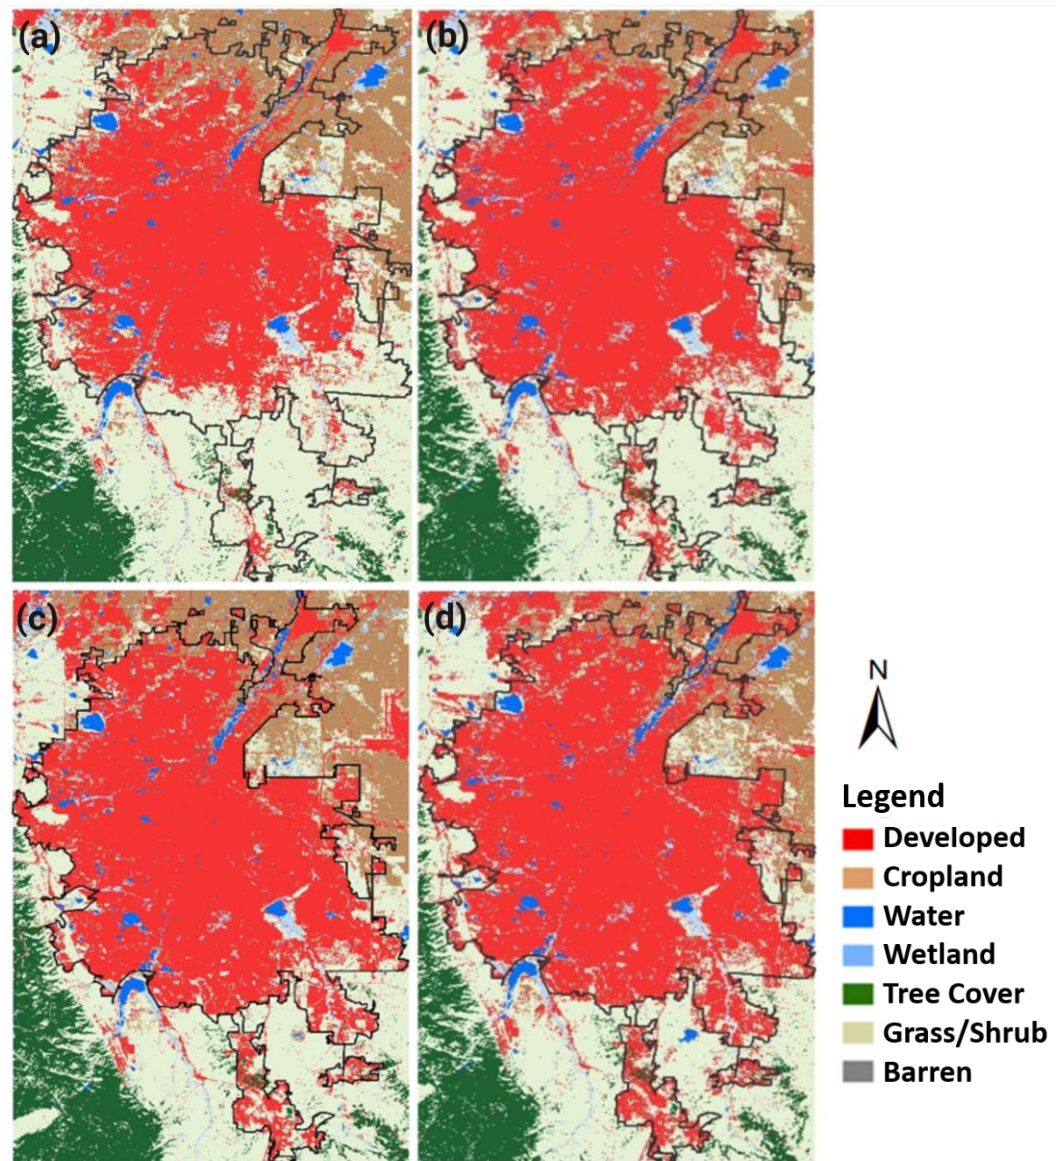 (a)
(b)
(c)
(d)
N
Legend
Developed
Cropland
Water
Wetland
Tree Cover
Grass/Shrub
Barren